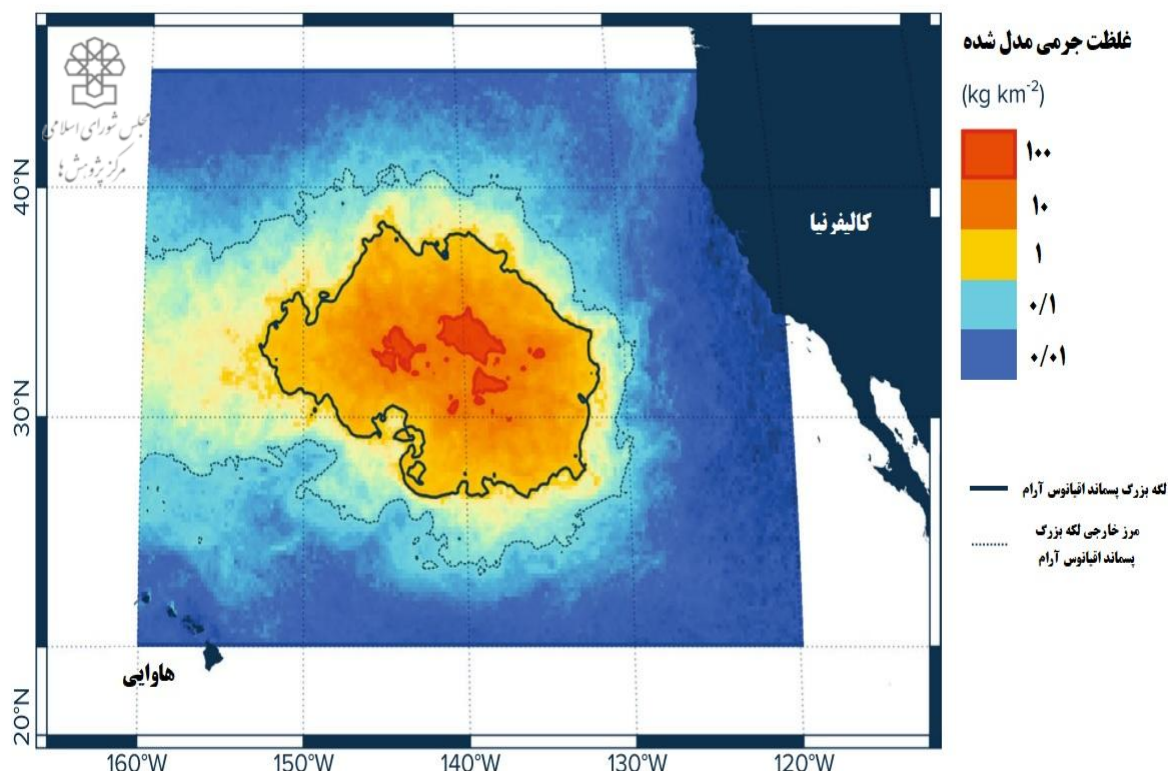 مجلس شورای اسلامی
مرکز پژوهش‌ها
غلظت جرمی مدل شده
(kg km⁻²)
۱۰۰
۱۰
۱
۰/۱
۰/۰۱
لکه بزرگ پسماند اقیانوس آرام
مرز خارجی لکه بزرگ
پسماند اقیانوس آرام
کالیفرنیا
هاوایی
40°N
30°N
20°N
160°W
150°W
140°W
130°W
120°W